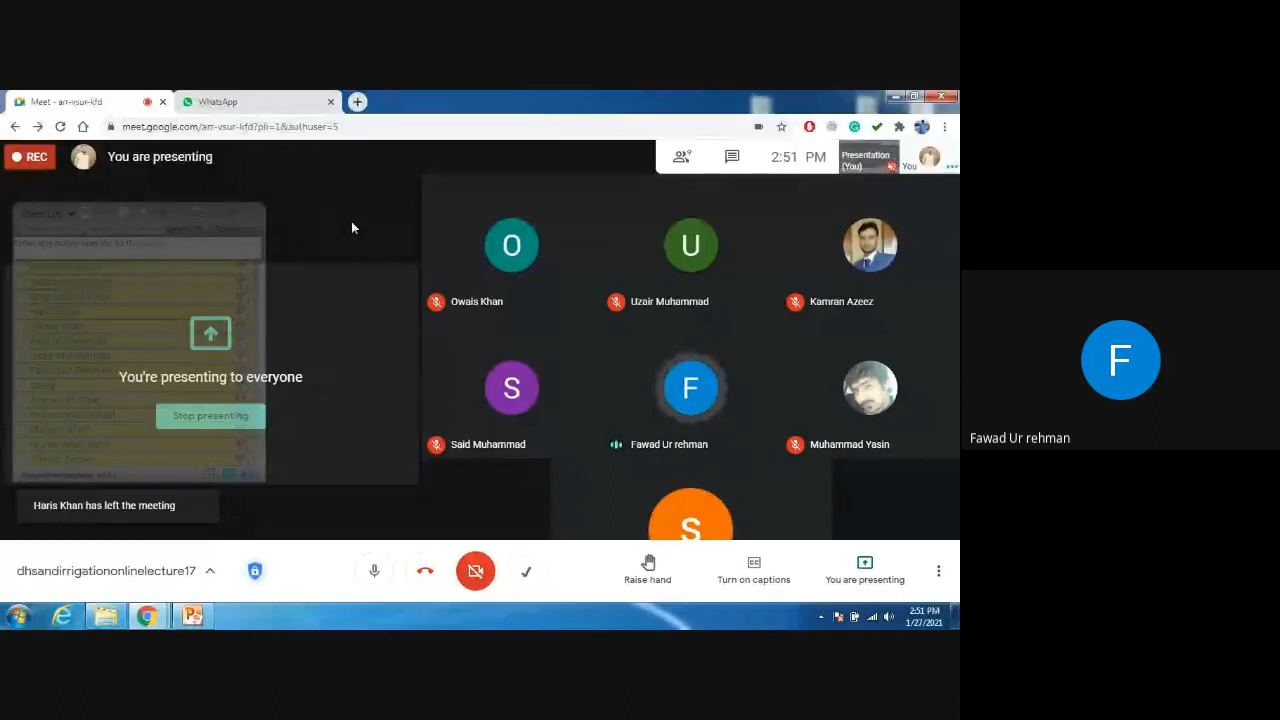 Meet - arr-vsur-kfd
WhatsApp
meet.google.com/arr-vsur-kfd?pli=1&authuser=5
REC
You are presenting
9
2:51 PM
Presentation
(You)
You
O
U
Owais Khan
Uzair Muhammad
Kamran Azeez
You're presenting to everyone
Stop presenting
S
F
Said Muhammad
Fawad Ur rehman
Muhammad Yasin
S
Haris Khan has left the meeting
dhsandirrigationonlinelecture17
Raise hand
Turn on captions
You are presenting
2:51 PM
1/27/2021
F
Fawad Ur rehman